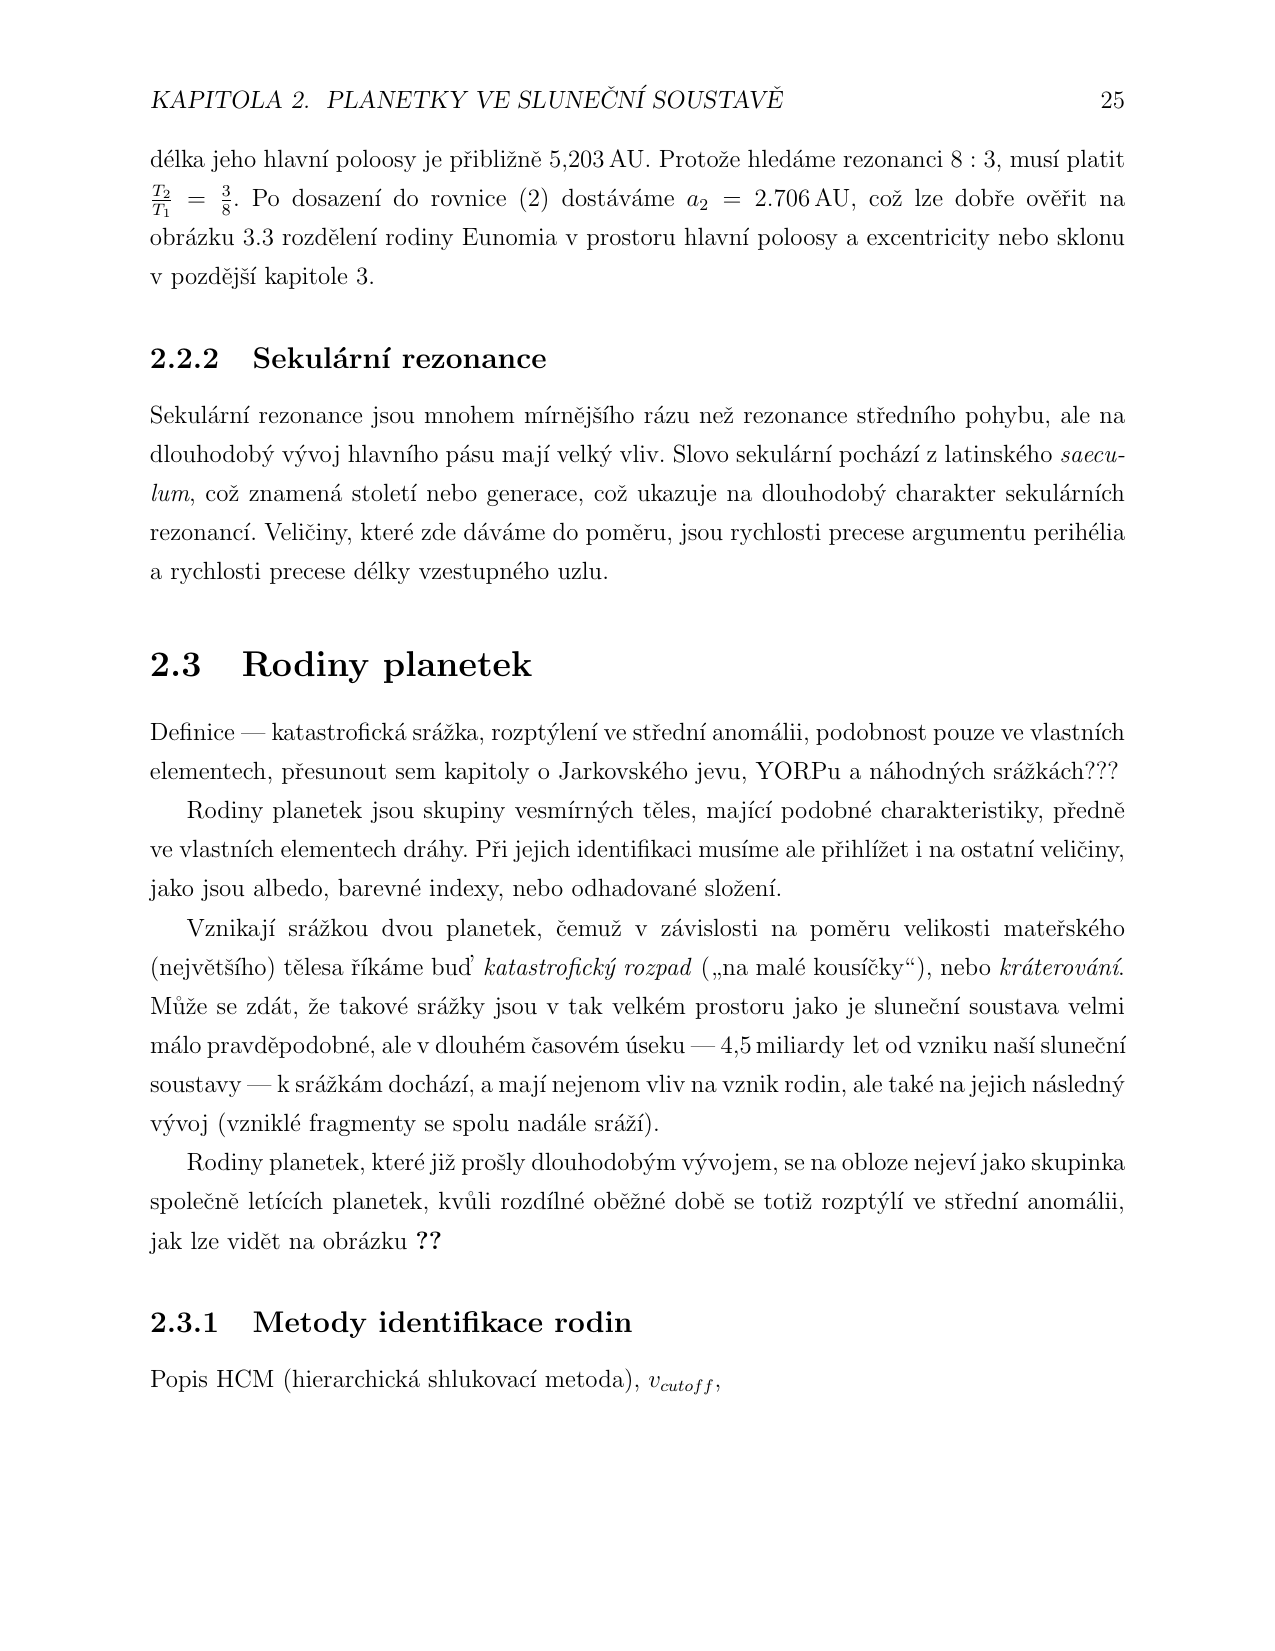 KAPITOLA 2. PLANETKY VE SLUNEČNÍ SOUSTAVĚ 25
délka jeho hlavní poloosy je přibližně 5,203 AU. Protože hledáme rezonanci 8 : 3, musí platit
T₂/T₁ = 3/8. Po dosazení do rovnice (2) dostáváme a₂ = 2.706 AU, což lze dobře ověřit na
obrázku 3.3 rozdělení rodiny Eunomia v prostoru hlavní poloosy a excentricity nebo sklonu
v pozdější kapitole 3.
2.2.2 Sekulární rezonance
Sekulární rezonance jsou mnohem mírnějšího rázu než rezonance středního pohybu, ale na
dlouhodobý vývoj hlavního pásu mají velký vliv. Slovo sekulární pochází z latinského saecu-
lum, což znamená století nebo generace, což ukazuje na dlouhodobý charakter sekulárních
rezonancí. Veličiny, které zde dáváme do poměru, jsou rychlosti precese argumentu perihélia
a rychlosti precese délky vzestupného uzlu.
2.3 Rodiny planetek
Definice — katastrofická srážka, rozptýlení ve střední anomálii, podobnost pouze ve vlastních
elementech, přesunout sem kapitoly o Jarkovského jevu, YORPu a náhodných srážkách???
Rodiny planetek jsou skupiny vesmírných těles, mající podobné charakteristiky, předně
ve vlastních elementech dráhy. Při jejich identifikaci musíme ale přihlížet i na ostatní veličiny,
jako jsou albedo, barevné indexy, nebo odhadované složení.
Vznikají srážkou dvou planetek, čemuž v závislosti na poměru velikosti mateřského
(největšího) tělesa říkáme buď katastrofický rozpad („na malé kousíčky“), nebo kráterování.
Může se zdát, že takové srážky jsou v tak velkém prostoru jako je sluneční soustava velmi
málo pravděpodobné, ale v dlouhém časovém úseku — 4,5 miliardy let od vzniku naší sluneční
soustavy — k srážkám dochází, a mají nejenom vliv na vznik rodin, ale také na jejich následný
vývoj (vzniklé fragmenty se spolu nadále sráží).
Rodiny planetek, které již prošly dlouhodobým vývojem, se na obloze nejeví jako skupinka
společně letících planetek, kvůli rozdílné oběžné době se totiž rozptýlí ve střední anomálii,
jak lze vidět na obrázku ??
2.3.1 Metody identifikace rodin
Popis HCM (hierarchická shlukovací metoda), v_cutoff,